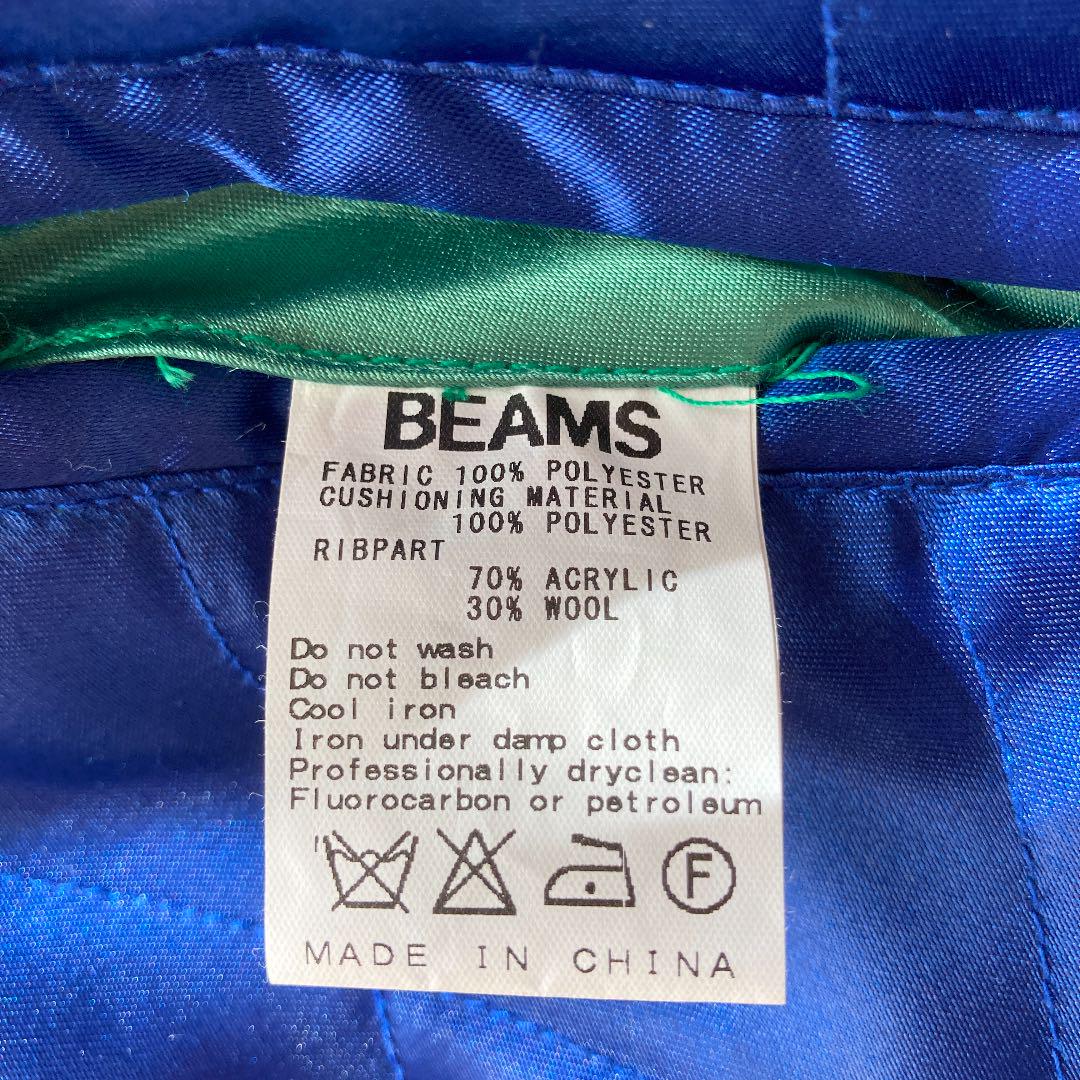 BEAMS
FABRIC 100% POLYESTER
CUSHIONING MATERIAL
100% POLYESTER
RIBPART
70% ACRYLIC
30% WOOL
Do not wash
Do not bleach
Cool iron
Iron under damp cloth
Professionally dryclean:
Fluorocarbon or petroleum
F
MADE IN CHINA